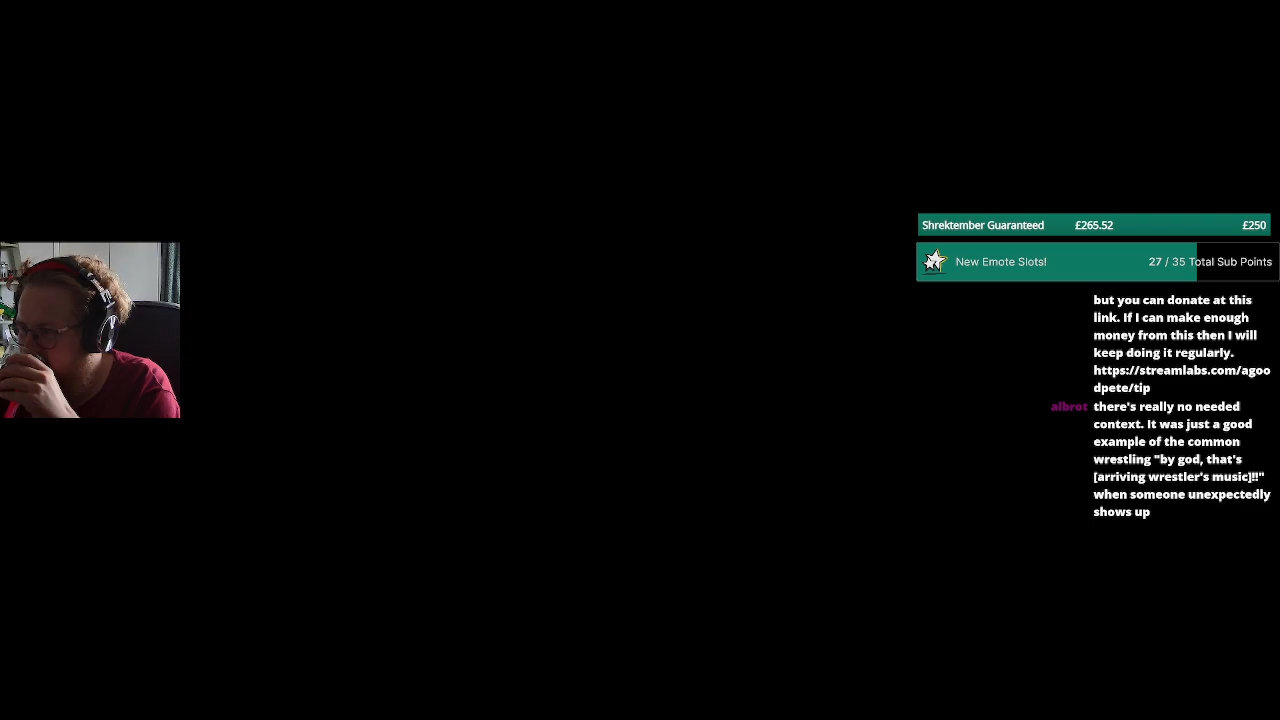 Shrektember Guaranteed £265.52 £250
New Emote Slots! 27 / 35 Total Sub Points
but you can donate at this
link. If I can make enough
money from this then I will
keep doing it regularly.
https://streamlabs.com/agoo
dpete/tip
albrot there's really no needed
context. It was just a good
example of the common
wrestling "by god, that's
[arriving wrestler's music]!!"
when someone unexpectedly
shows up